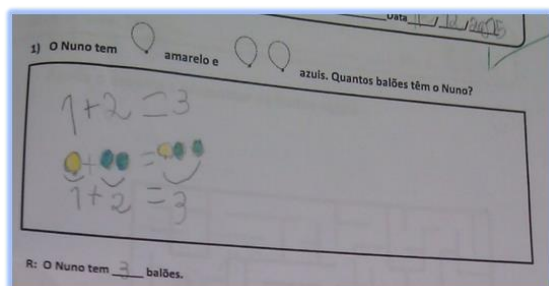 Data
1) O Nuno tem amarelo e azuis. Quantos balões têm o Nuno?
1+2=3
+ =
1+2=3
R: O Nuno tem 3 balões.